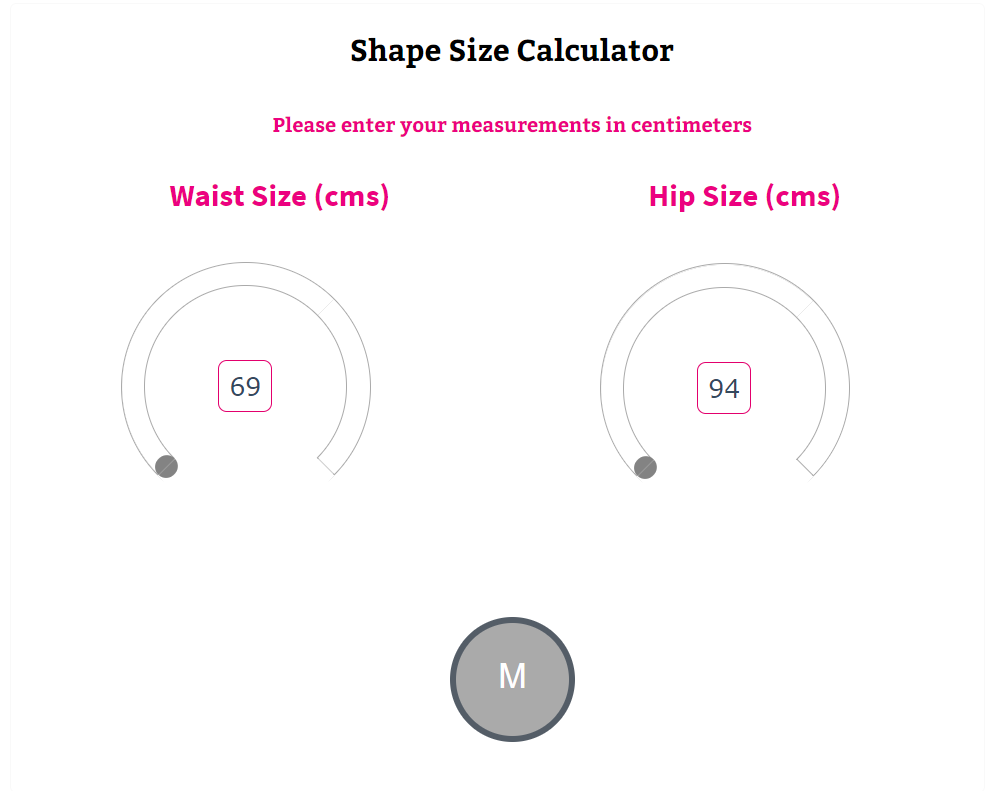 Shape Size Calculator
Please enter your measurements in centimeters
Waist Size (cms)
Hip Size (cms)
69
94
M